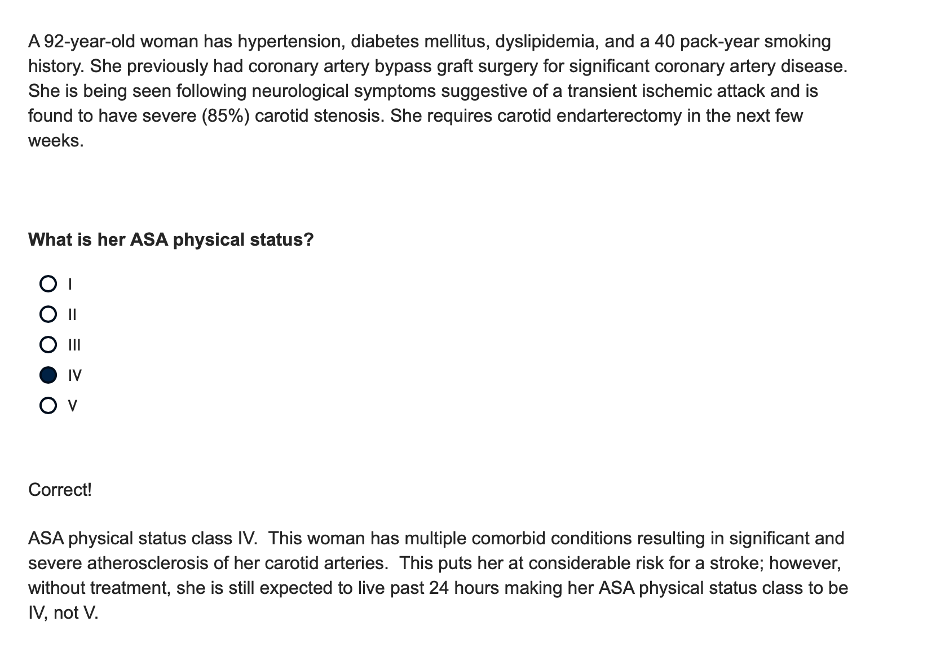 A 92-year-old woman has hypertension, diabetes mellitus, dyslipidemia, and a 40 pack-year smoking
history. She previously had coronary artery bypass graft surgery for significant coronary artery disease.
She is being seen following neurological symptoms suggestive of a transient ischemic attack and is
found to have severe (85%) carotid stenosis. She requires carotid endarterectomy in the next few
weeks.
What is her ASA physical status?
I
II
III
IV
V
Correct!
ASA physical status class IV.  This woman has multiple comorbid conditions resulting in significant and
severe atherosclerosis of her carotid arteries.  This puts her at considerable risk for a stroke; however,
without treatment, she is still expected to live past 24 hours making her ASA physical status class to be
IV, not V.